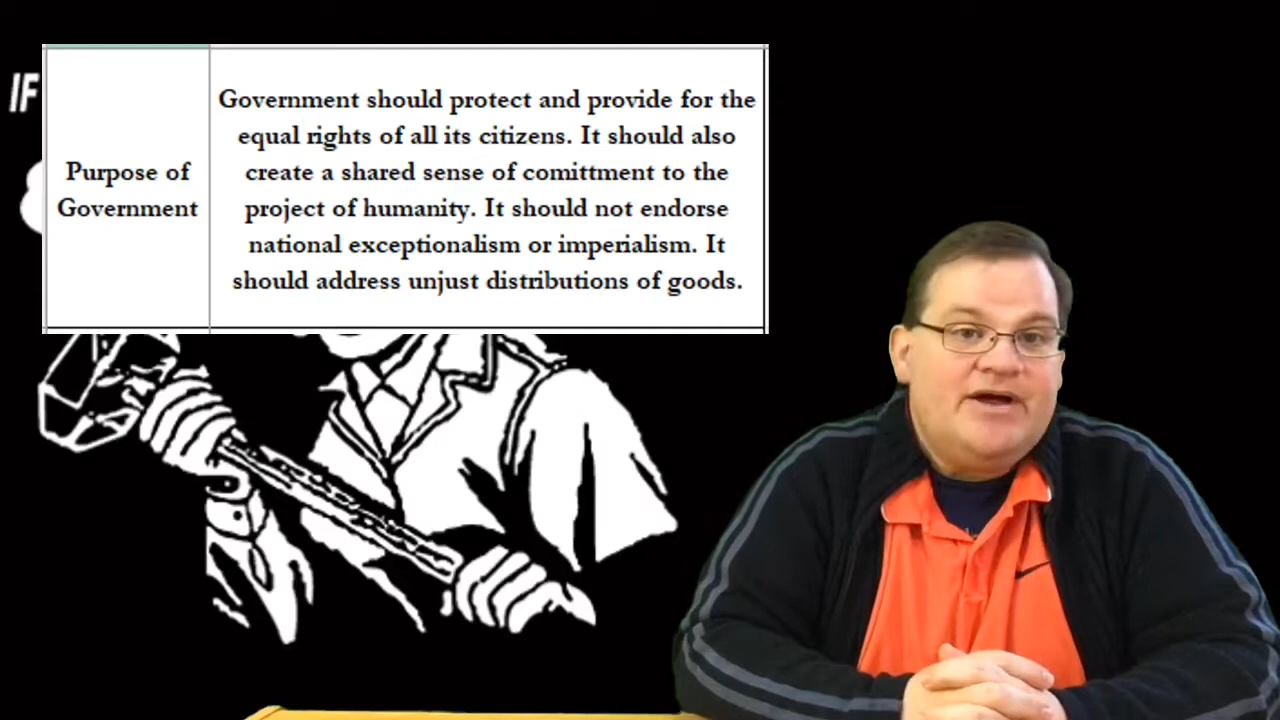 IF
Purpose of
Government
Government should protect and provide for the
equal rights of all its citizens. It should also
create a shared sense of comittment to the
project of humanity. It should not endorse
national exceptionalism or imperialism. It
should address unjust distributions of goods.